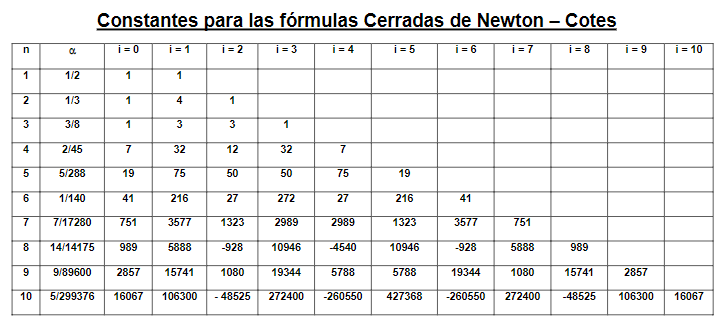 Constantes para las fórmulas Cerradas de Newton – Cotes
n α i = 0 i = 1 i = 2 i = 3 i = 4 i = 5 i = 6 i = 7 i = 8 i = 9 i = 10
1 1/2 1 1
2 1/3 1 4 1
3 3/8 1 3 3 1
4 2/45 7 32 12 32 7
5 5/288 19 75 50 50 75 19
6 1/140 41 216 27 272 27 216 41
7 7/17280 751 3577 1323 2989 2989 1323 3577 751
8 14/14175 989 5888 -928 10946 -4540 10946 -928 5888 989
9 9/89600 2857 15741 1080 19344 5788 5788 19344 1080 15741 2857
10 5/299376 16067 106300 - 48525 272400 -260550 427368 -260550 272400 -48525 106300 16067